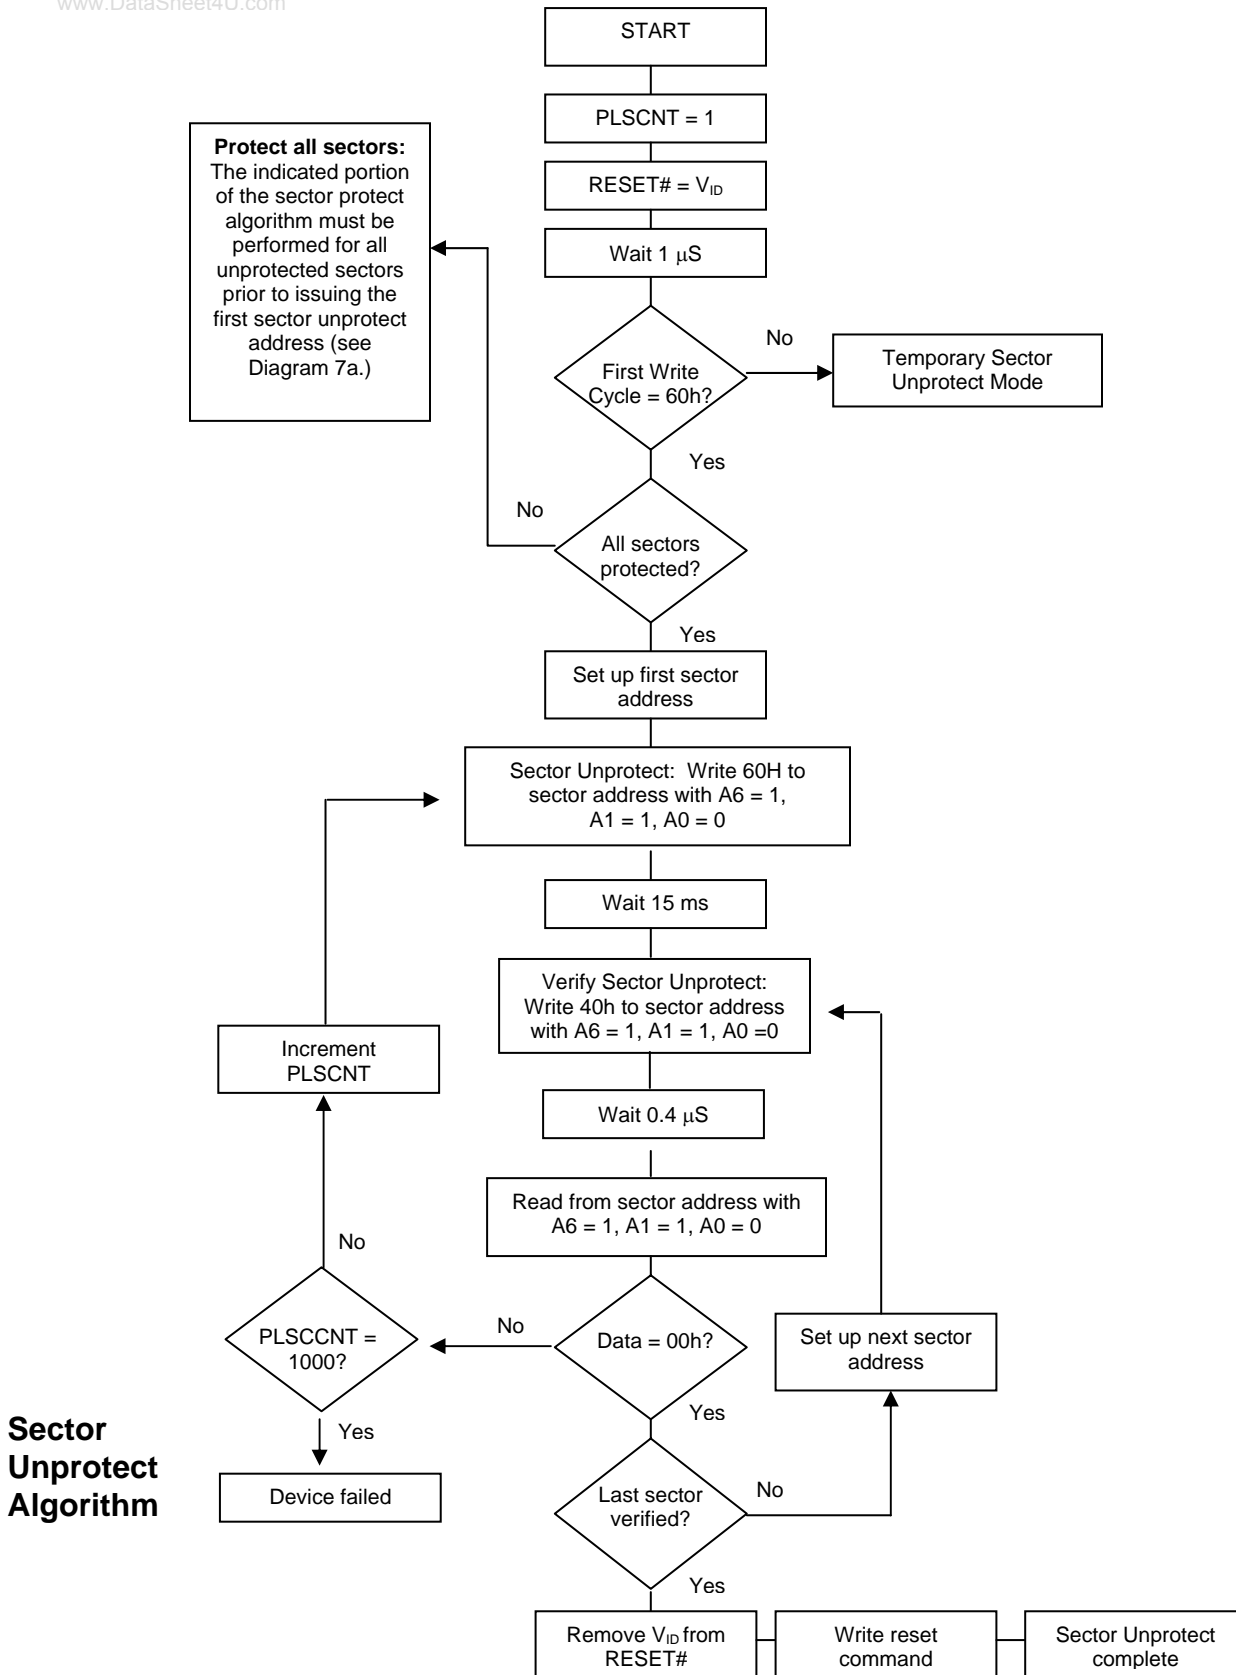 www.DataSheet4U.com
START
PLSCNT = 1
RESET# = VID
Wait 1 μS
Protect all sectors:
The indicated portion
of the sector protect
algorithm must be
performed for all
unprotected sectors
prior to issuing the
first sector unprotect
address (see
Diagram 7a.)
First Write
Cycle = 60h?
No
Temporary Sector
Unprotect Mode
Yes
No
All sectors
protected?
Yes
Set up first sector
address
Sector Unprotect: Write 60H to
sector address with A6 = 1,
A1 = 1, A0 = 0
Wait 15 ms
Verify Sector Unprotect:
Write 40h to sector address
with A6 = 1, A1 = 1, A0 =0
Increment
PLSCNT
Wait 0.4 μS
Read from sector address with
A6 = 1, A1 = 1, A0 = 0
No
PLSCCNT =
1000?
No
Data = 00h?
Set up next sector
address
Yes
Yes
Sector
Unprotect
Algorithm
Device failed
Last sector
verified?
No
Yes
Remove VID from
RESET#
Write reset
command
Sector Unprotect
complete